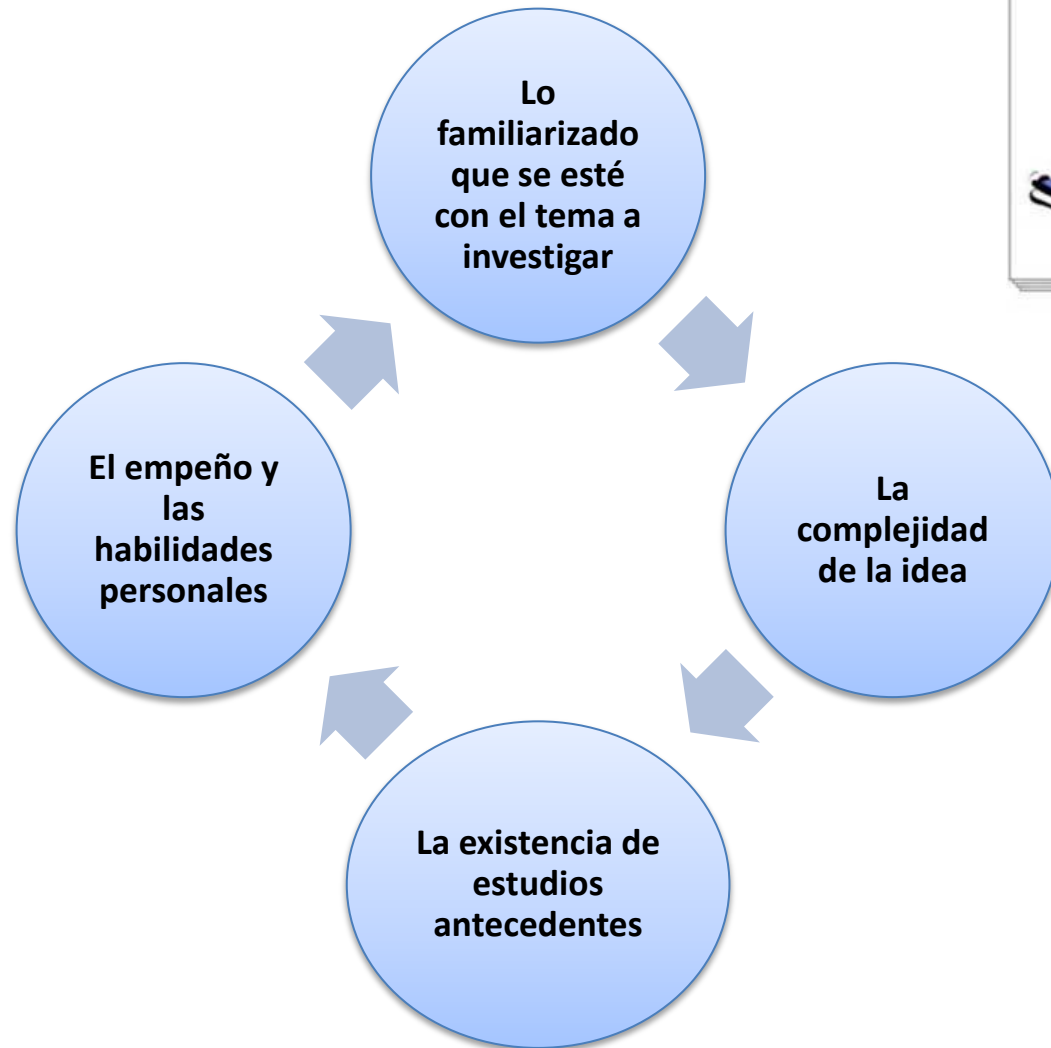 Lo
familiarizado
que se esté
con el tema a
investigar
El empeño y
las
habilidades
personales
La
complejidad
de la idea
La existencia de
estudios
antecedentes